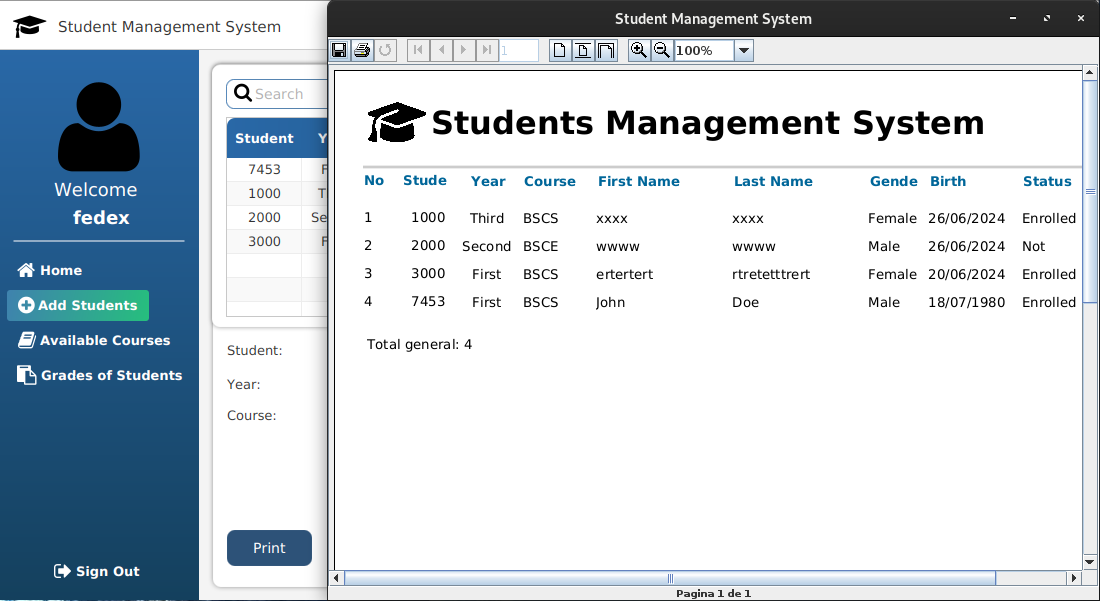 Student Management System
Welcome
fedex
Home
Add Students
Available Courses
Grades of Students
Sign Out
Search
Student Y
7453 F
1000 T
2000 Se
3000 F
Student:
Year:
Course:
Print
Student Management System
1
100%
Students Management System
No Stude Year Course First Name Last Name Gende Birth Status
1 1000 Third BSCS xxxx xxxx Female 26/06/2024 Enrolled
2 2000 Second BSCE wwww wwww Male 26/06/2024 Not
3 3000 First BSCS ertertert rtretetttrert Female 20/06/2024 Enrolled
4 7453 First BSCS John Doe Male 18/07/1980 Enrolled
Total general: 4
Pagina 1 de 1